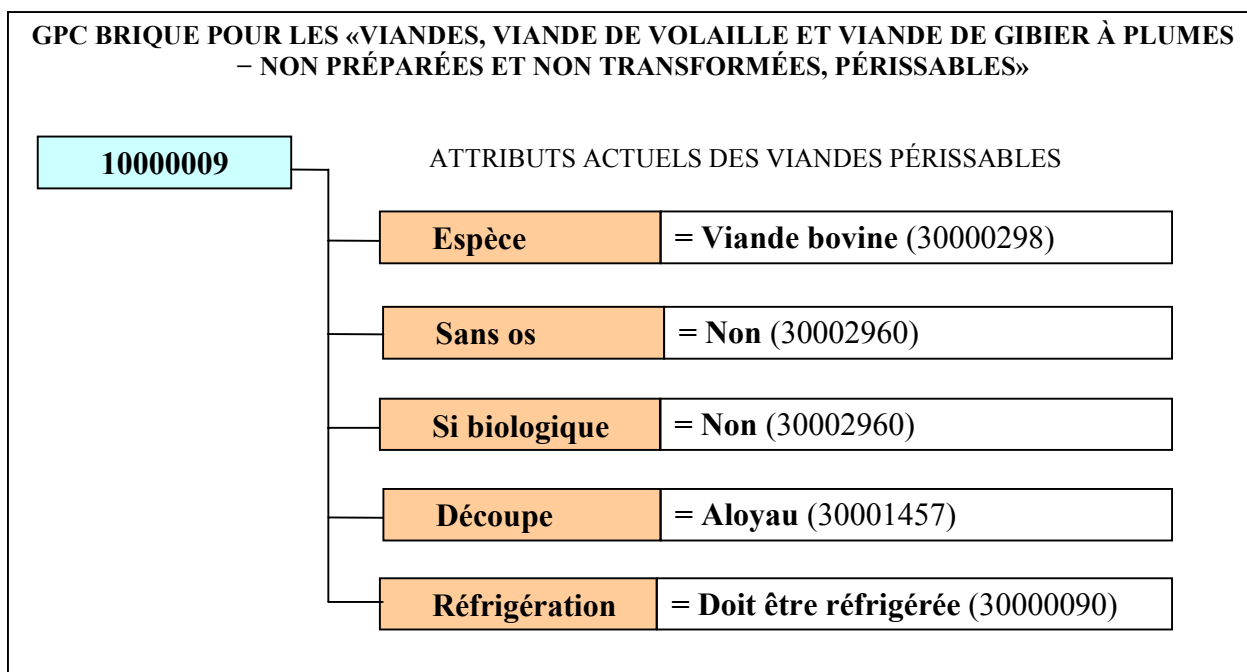 GPC BRIQUE POUR LES «VIANDES, VIANDE DE VOLAILLE ET VIANDE DE GIBIER À PLUMES
− NON PRÉPARÉES ET NON TRANSFORMÉES, PÉRISSABLES»
10000009
ATTRIBUTS ACTUELS DES VIANDES PÉRISSABLES
Espèce = Viande bovine (30000298)
Sans os = Non (30002960)
Si biologique = Non (30002960)
Découpe = Aloyau (30001457)
Réfrigération = Doit être réfrigérée (30000090)